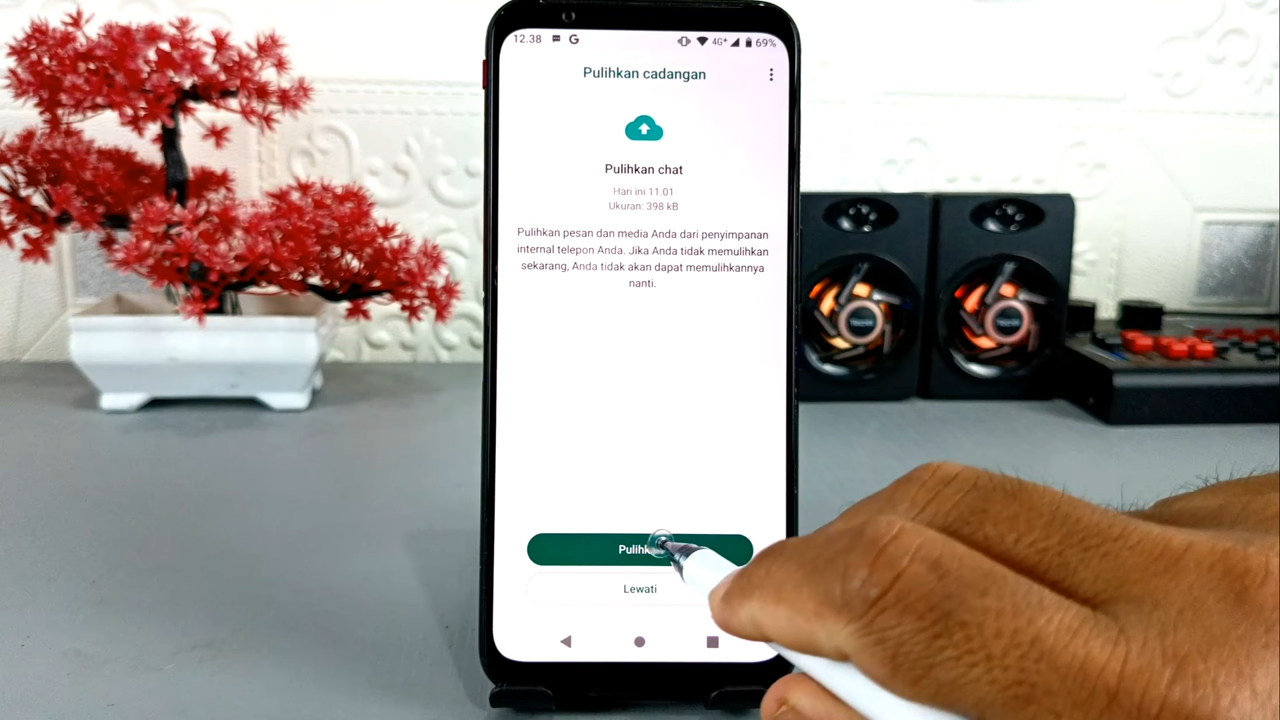 12.38
4G+
69%
Pulihkan cadangan
Pulihkan chat
Hari ini 11.01
Ukuran: 398 kB
Pulihkan pesan dan media Anda dari penyimpanan
internal telepon Anda. Jika Anda tidak memulihkan
sekarang, Anda tidak akan dapat memulihkannya
nanti.
Lewati